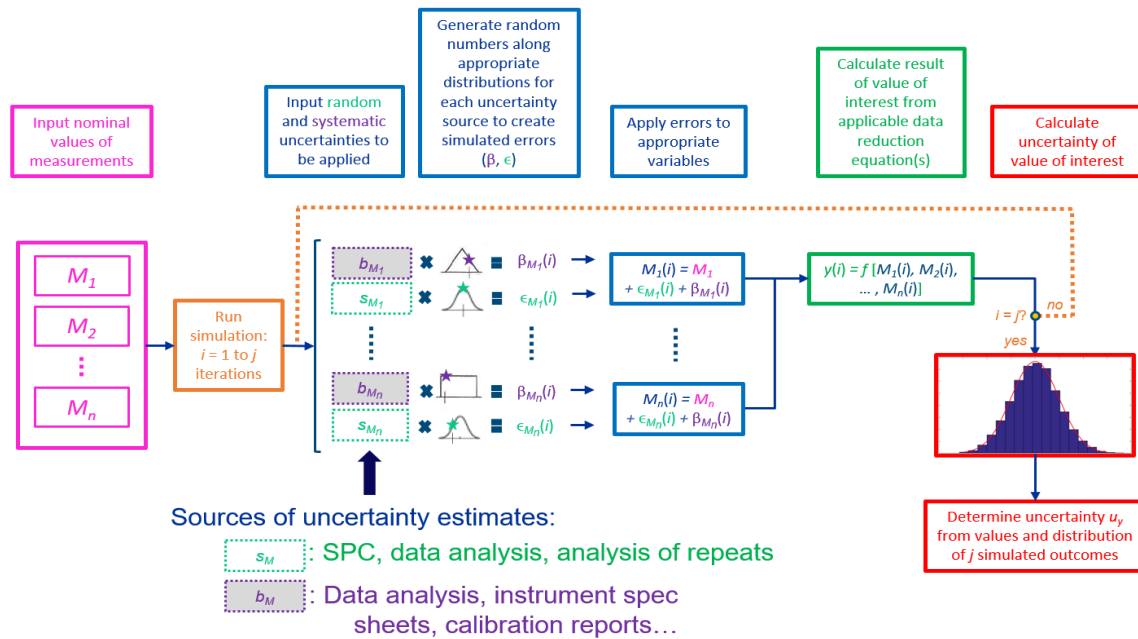 Input nominal
values of
measurements
Input random
and systematic
uncertainties to
be applied
Generate random
numbers along
appropriate
distributions for
each uncertainty
source to create
simulated errors
(β, ϵ)
Apply errors to
appropriate
variables
Calculate result
of value of
interest from
applicable data
reduction
equation(s)
Calculate
uncertainty of
value of interest
M1
M2
Mn
Run
simulation:
i = 1 to j
iterations
bM1
βM1(i)
sM1
ϵM1(i)
bMn
βMn(i)
sMn
ϵMn(i)
M1(i) = M1
+ ϵM1(i) + βM1(i)
Mn(i) = Mn
+ ϵMn(i) + βMn(i)
y(i) = f [M1(i), M2(i),
... , Mn(i)]
no
i = j?
yes
Determine uncertainty uy
from values and distribution
of j simulated outcomes
Sources of uncertainty estimates:
sM : SPC, data analysis, analysis of repeats
bM : Data analysis, instrument spec
sheets, calibration reports…